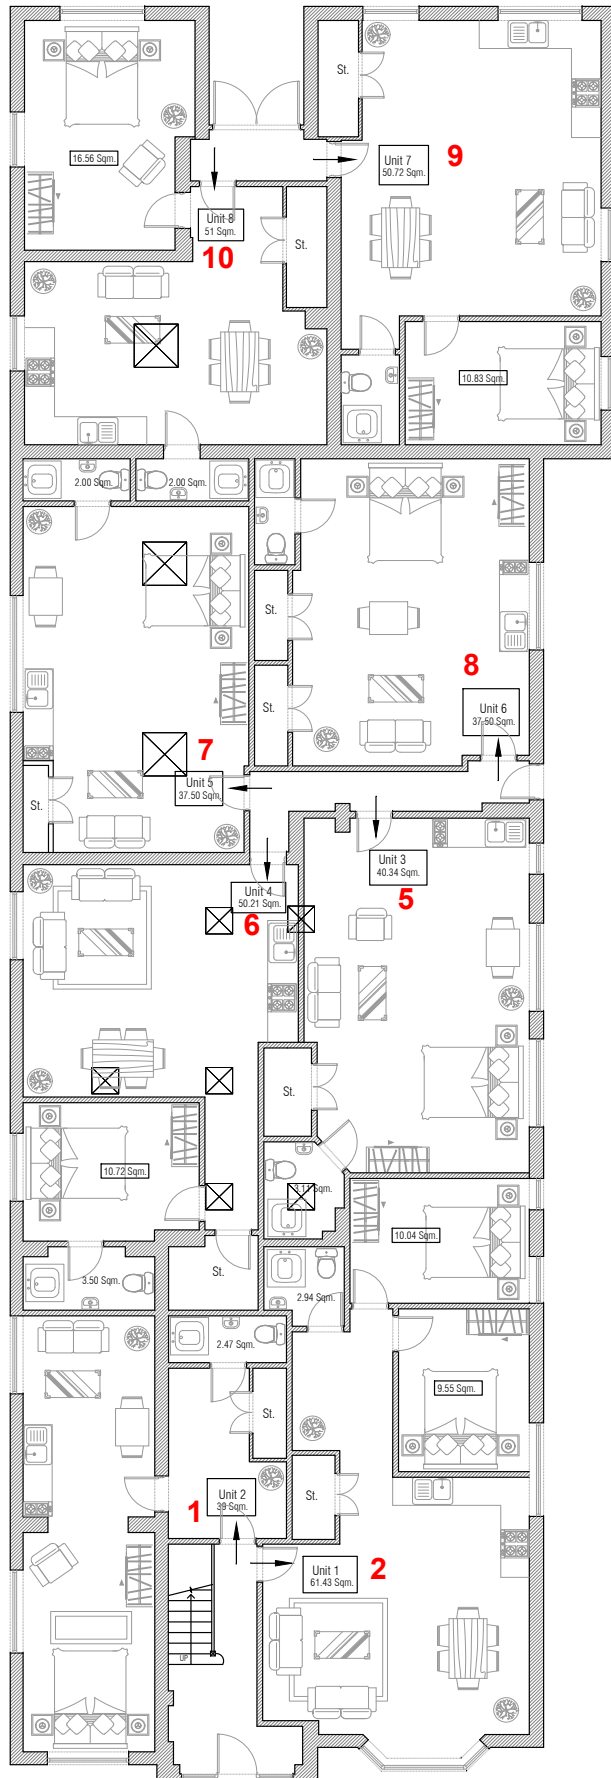 St.
16.56 Sqm.
Unit 7
50.72 Sqm.
9
Unit 8
51 Sqm.
10
St.
10.83 Sqm.
2.00 Sqm.
2.00 Sqm.
St.
8
St.
Unit 6
37.50 Sqm.
7
Unit 5
37.50 Sqm.
St.
Unit 3
40.34 Sqm.
5
Unit 4
50.21 Sqm.
6
St.
10.72 Sqm.
3.11 Sqm.
10.04 Sqm.
St.
3.50 Sqm.
2.94 Sqm.
2.47 Sqm.
9.55 Sqm.
St.
Unit 2
39 Sqm.
1
St.
Unit 1
61.43 Sqm.
2
UP